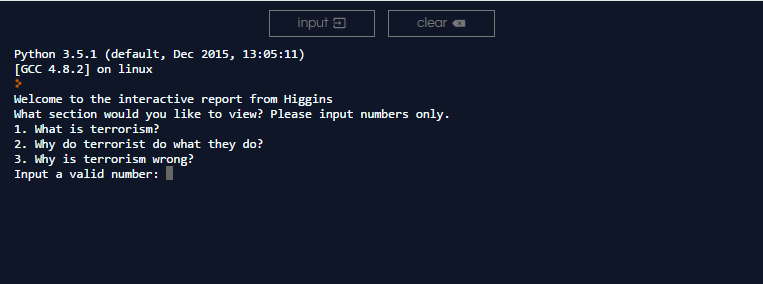 input clear
Python 3.5.1 (default, Dec 2015, 13:05:11)
[GCC 4.8.2] on linux
Welcome to the interactive report from Higgins
What section would you like to view? Please input numbers only.
1. What is terrorism?
2. Why do terrorist do what they do?
3. Why is terrorism wrong?
Input a valid number: